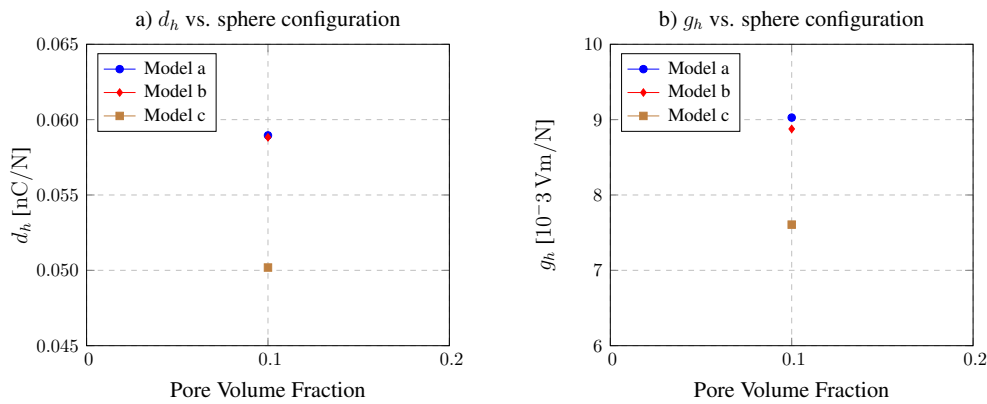 a) d_h vs. sphere configuration
0.065
0.060
0.055
0.050
0.045
d_h [nC/N]
Model a
Model b
Model c
0
0.1
0.2
Pore Volume Fraction
b) g_h vs. sphere configuration
10
9
8
7
6
g_h [10⁻3 Vm/N]
Model a
Model b
Model c
0
0.1
0.2
Pore Volume Fraction